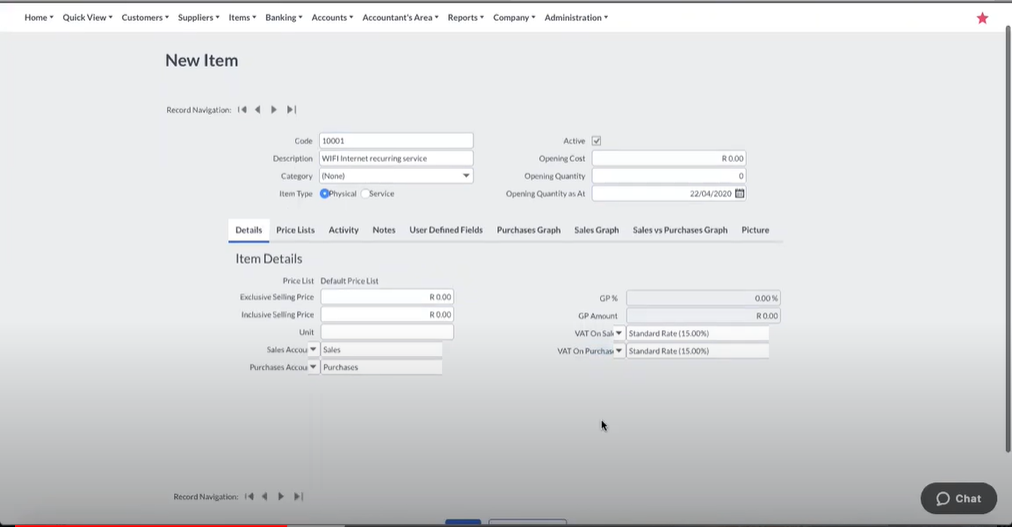 Home Quick View Customers Suppliers Items Banking Accounts Accountant's Area Reports Company Administration
New Item
Record Navigation:
Code 10001 Active
Description WIFI Internet recurring service Opening Cost R 0.00
Category (None) Opening Quantity 0
Item Type Physical Service Opening Quantity as At 22/04/2020
Details Price Lists Activity Notes User Defined Fields Purchases Graph Sales Graph Sales vs Purchases Graph Picture
Item Details
Price List Default Price List
Exclusive Selling Price R 0.00 GP % 0.00 %
Inclusive Selling Price R 0.00 GP Amount R 0.00
Unit VAT On Sal Standard Rate (15.00%)
Sales Accou Sales VAT On Purchas Standard Rate (15.00%)
Purchases Accou Purchases
Record Navigation:
Chat